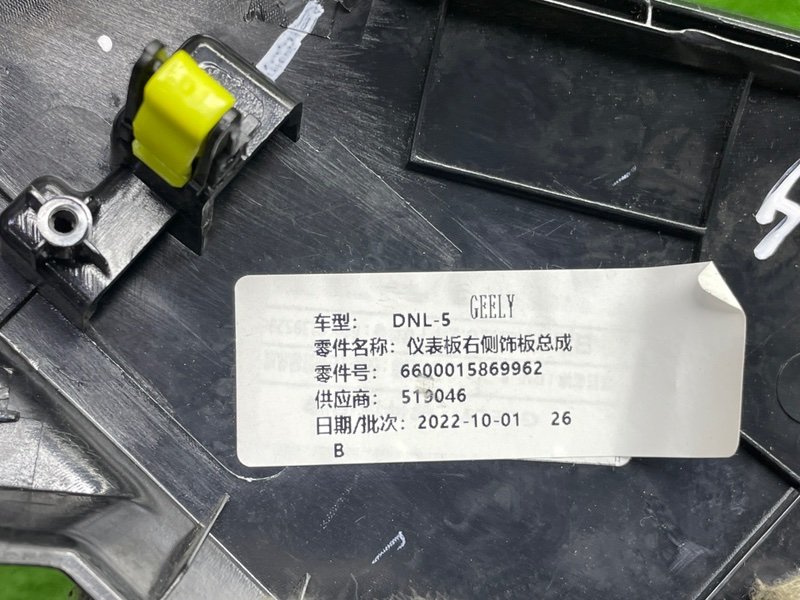 GEELY
车型： DNL-5
零件名称：仪表板右侧饰板总成
零件号： 6600015869962
供应商： 519046
日期/批次：2022-10-01 26
B